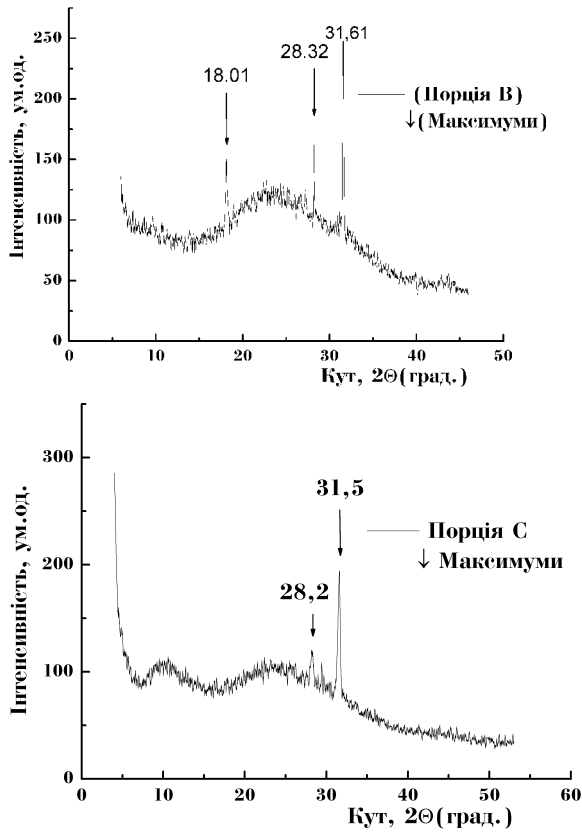 31,61
28.32
18.01
(Порція В)
↓(Максимуми)
Інтенсивність, ум.од.
250
200
150
100
50
0
0 10 20 30 40 50
Кут, 2Θ(град.)
31,5
28,2
Порція С
↓ Максимуми
Інтенсивність, ум.од.
300
200
100
0
0 10 20 30 40 50 60
Кут, 2Θ(град.)